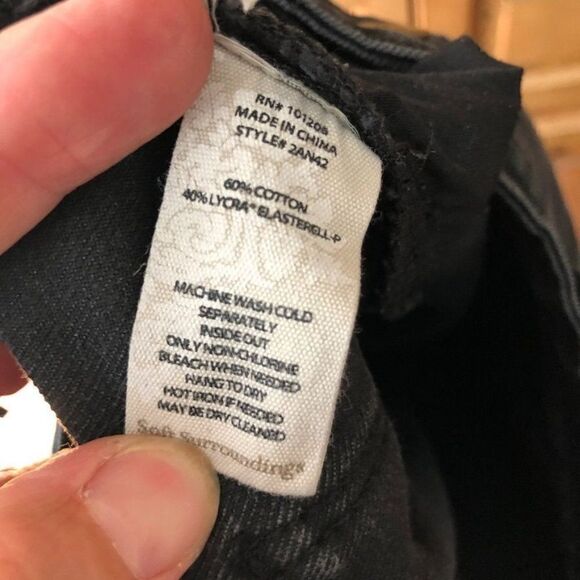 RN# 101206
MADE IN CHINA
STYLE# 2AN42
60% COTTON
40% LYCRA® ELASTERELL-P
MACHINE WASH COLD
SEPARATELY
INSIDE OUT
ONLY NON-CHLORINE
BLEACH WHEN NEEDED
HANG TO DRY
HOT IRON IF NEEDED
MAY BE DRY CLEANED
Soft Surroundings